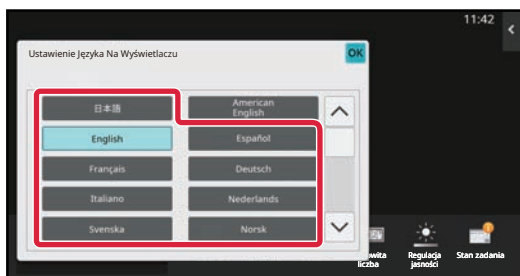 11:42
Ustawienie Języka Na Wyświetlaczu
OK
日本語
American
English
English
Español
Français
Deutsch
Italiano
Nederlands
Svenska
Norsk
liczba
Regulacja
jasności
Stan zadania